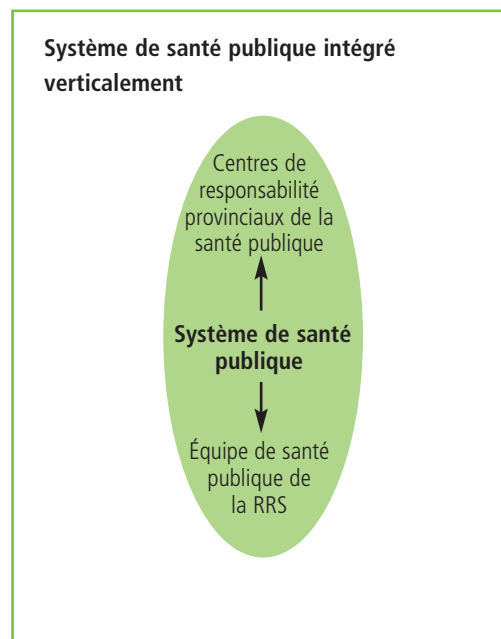 Système de santé publique intégré
verticalement
Centres de
responsabilité
provinciaux de la
santé publique
Système de santé
publique
Équipe de santé
publique de
la RRS